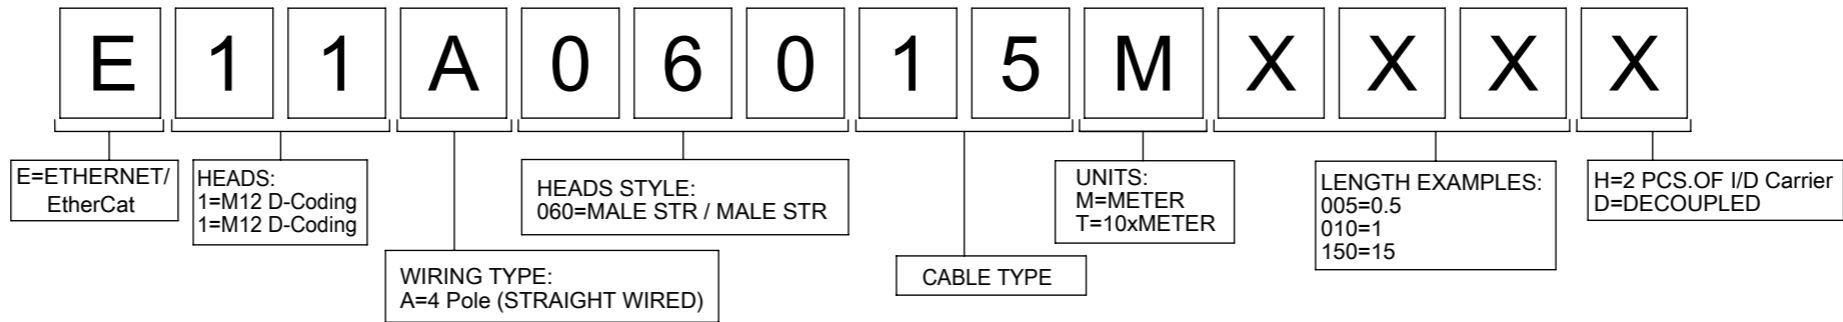 E 1 1 A 0 6 0 1 5 M X X X X
E=ETHERNET/
EtherCat
HEADS:
1=M12 D-Coding
1=M12 D-Coding
WIRING TYPE:
A=4 Pole (STRAIGHT WIRED)
HEADS STYLE:
060=MALE STR / MALE STR
CABLE TYPE
UNITS:
M=METER
T=10xMETER
LENGTH EXAMPLES:
005=0.5
010=1
150=15
H=2 PCS.OF I/D Carrier
D=DECOUPLED